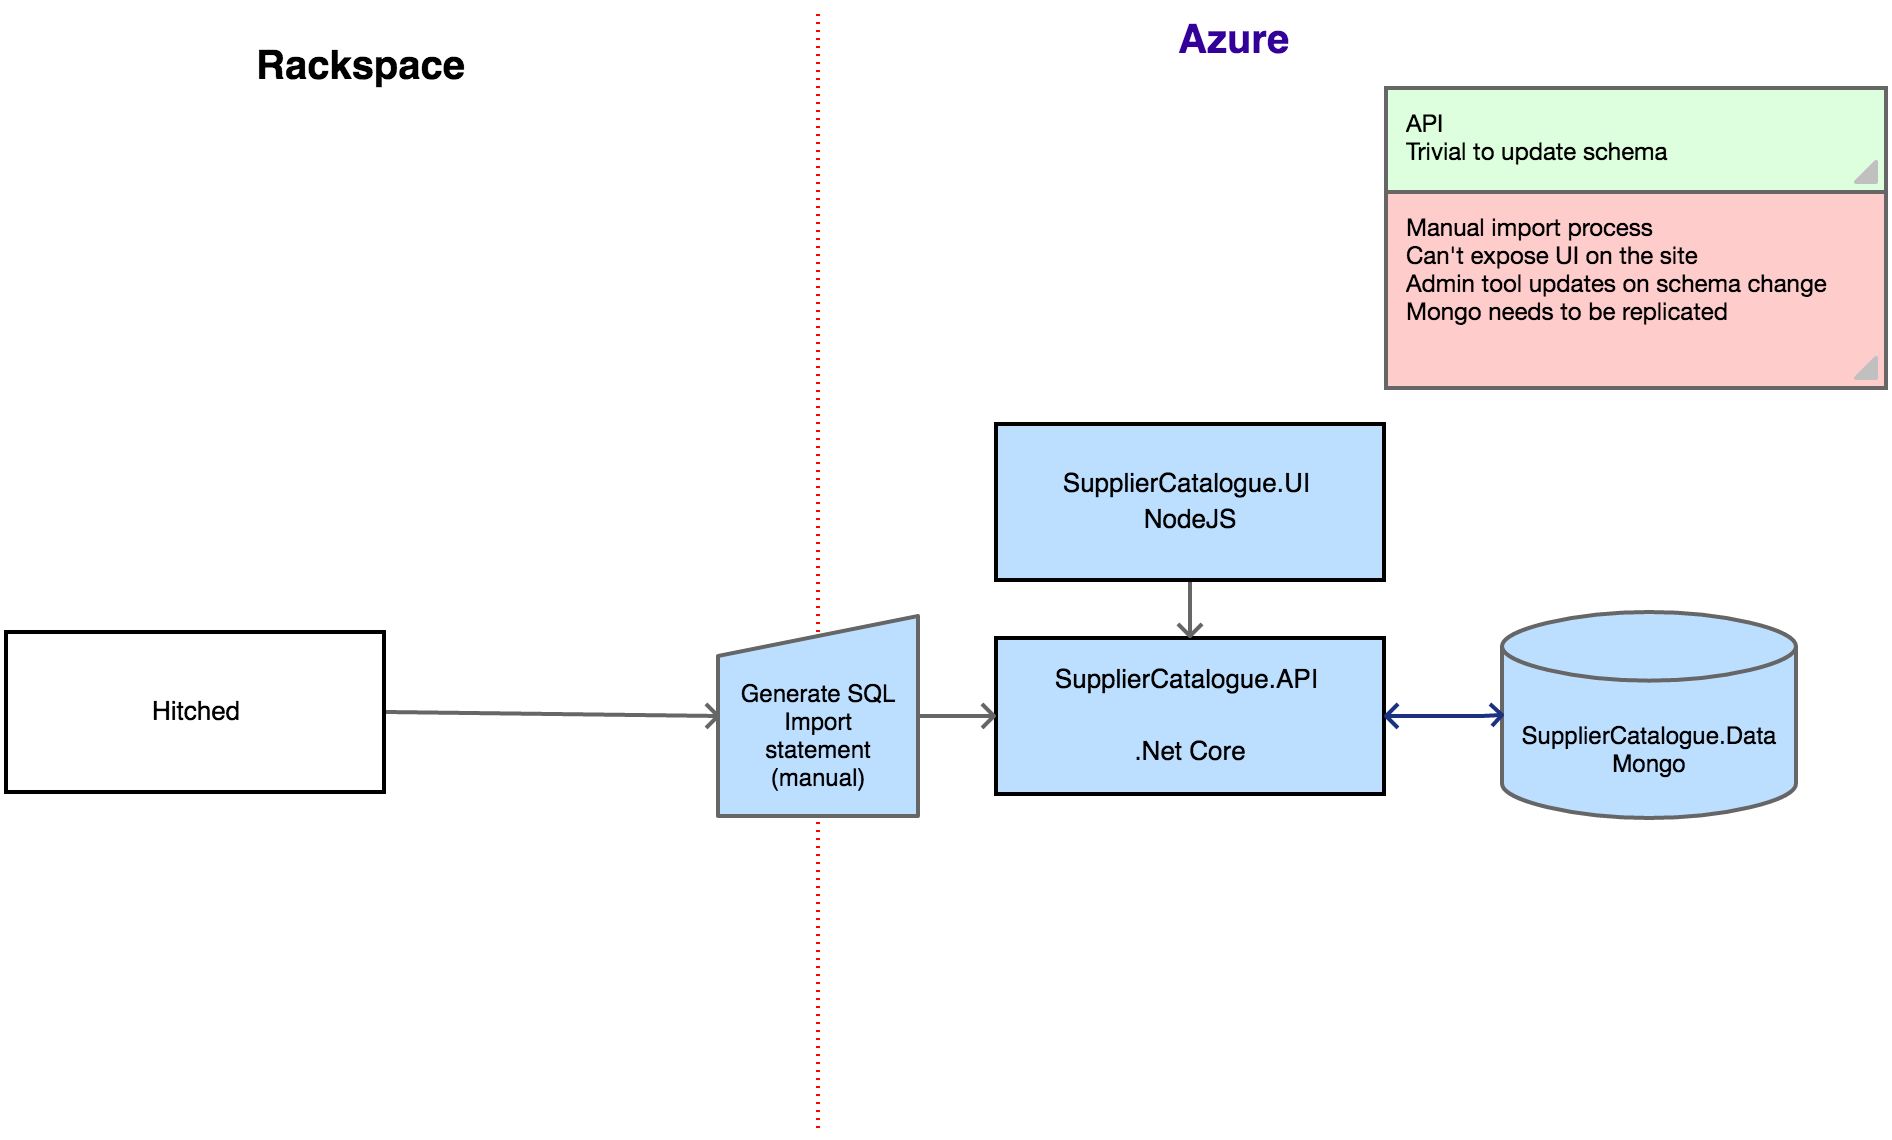 Rackspace
Azure
API
Trivial to update schema
Manual import process
Can't expose UI on the site
Admin tool updates on schema change
Mongo needs to be replicated
SupplierCatalogue.UI
NodeJS
Hitched
Generate SQL
Import
statement
(manual)
SupplierCatalogue.API
.Net Core
SupplierCatalogue.Data
Mongo